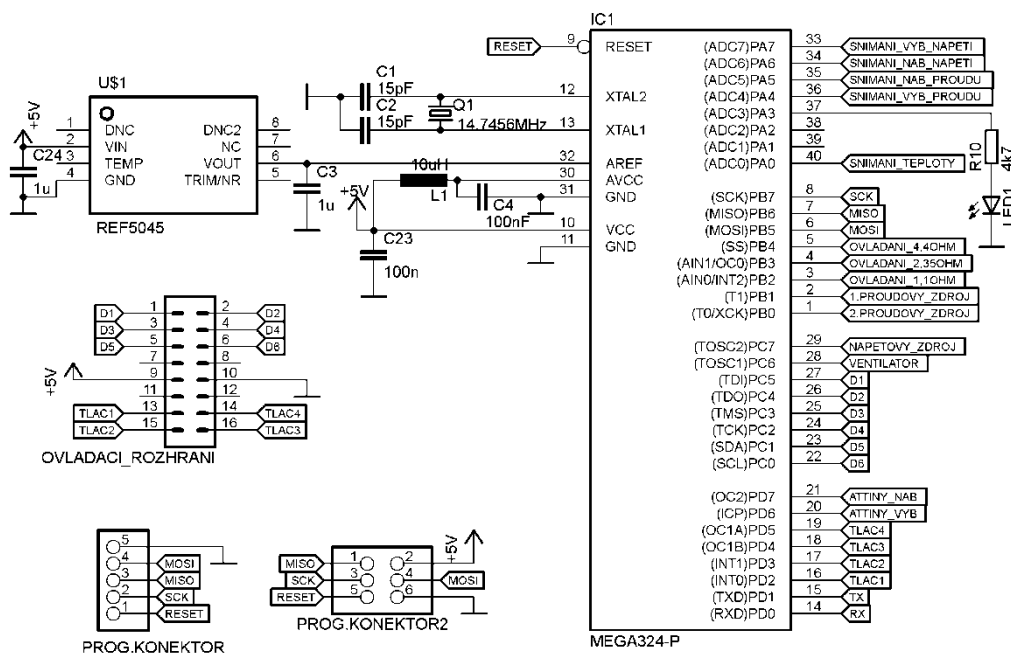 IC1
RESET
9
RESET
(ADC7)PA7
33
SNIMANI_VYB_NAPETI
(ADC6)PA6
34
SNIMANI_NAB_NAPETI
(ADC5)PA5
35
SNIMANI_NAB_PROUDU
(ADC4)PA4
36
SNIMANI_VYB_PROUDU
(ADC3)PA3
37
(ADC2)PA2
38
(ADC1)PA1
39
(ADC0)PA0
40
SNIMANI_TEPLOTY
R10
4k7
LED1
C1
15pF
C2
15pF
Q1
14.7456MHz
12
XTAL2
13
XTAL1
32
AREF
30
AVCC
31
GND
10
VCC
11
GND
U$1
+5V
1
DNC
DNC2
8
2
VIN
NC
7
3
TEMP
VOUT
6
4
GND
TRIM/NR
5
C24
1u
REF5045
C3
1u
+5V
10uH
L1
C4
100nF
C23
100n
(SCK)PB7
8
SCK
(MISO)PB6
7
MISO
(MOSI)PB5
6
MOSI
(SS)PB4
5
OVLADANI_4,4OHM
(AIN1/OC0)PB3
4
OVLADANI_2,35OHM
(AIN0/INT2)PB2
3
OVLADANI_1,1OHM
(T1)PB1
2
1.PROUDOVY_ZDROJ
(T0/XCK)PB0
1
2.PROUDOVY_ZDROJ
(TOSC2)PC7
29
NAPETOVY_ZDROJ
(TOSC1)PC6
28
VENTILATOR
(TDI)PC5
27
D1
(TDO)PC4
26
D2
(TMS)PC3
25
D3
(TCK)PC2
24
D4
(SDA)PC1
23
D5
(SCL)PC0
22
D6
(OC2)PD7
21
ATTINY_NAB
(ICP)PD6
20
ATTINY_VYB
(OC1A)PD5
19
TLAC4
(OC1B)PD4
18
TLAC3
(INT1)PD3
17
TLAC2
(INT0)PD2
16
TLAC1
(TXD)PD1
15
TX
(RXD)PD0
14
RX
MEGA324-P
D1
1
2
D2
D3
3
4
D4
D5
5
6
D6
7
8
+5V
9
10
11
12
TLAC1
13
14
TLAC4
TLAC2
15
16
TLAC3
OVLADACI_ROZHRANI
5
4
MOSI
3
MISO
2
SCK
1
RESET
PROG.KONEKTOR
+5V
MISO
1
2
SCK
3
4
MOSI
RESET
5
6
PROG.KONEKTOR2